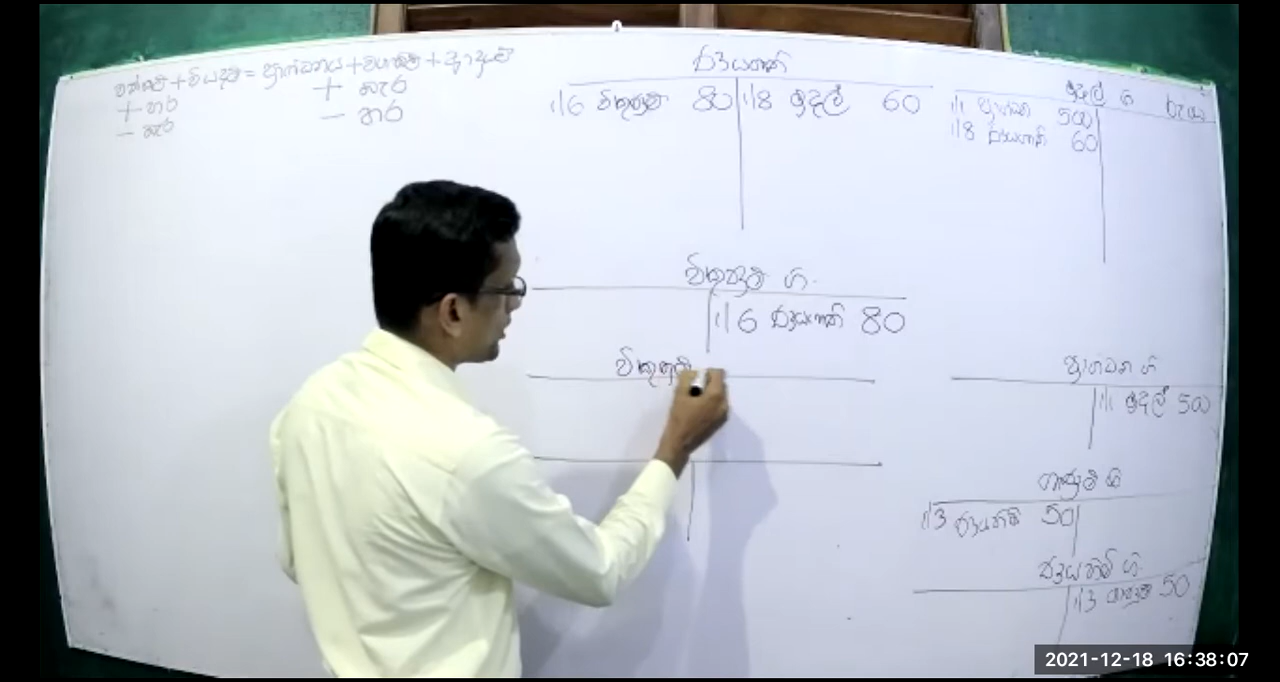 වත්කම් + වියදම් = ප්‍රාග්ධනය + වගකීම් + ආදායම්
+ හර
+ බැර
- බැර
- හර
ණයගැති
1/6 විකුණුම් 80
1/8 මුදල් 60
මුදල් ගි
1/1 ප්‍රාග්ධන 500
1/8 ණයගැති 60
විකුණුම් ගි.
1/6 ණයගැති 80
විකුණුම්
ප්‍රාග්ධන ගි
1/1 මුදල් 500
ගැණුම් ගි
1/3 ණයහිමි 50
ණයහිමි ගි.
1/3 ගැණුම් 50
2021-12-18 16:38:07